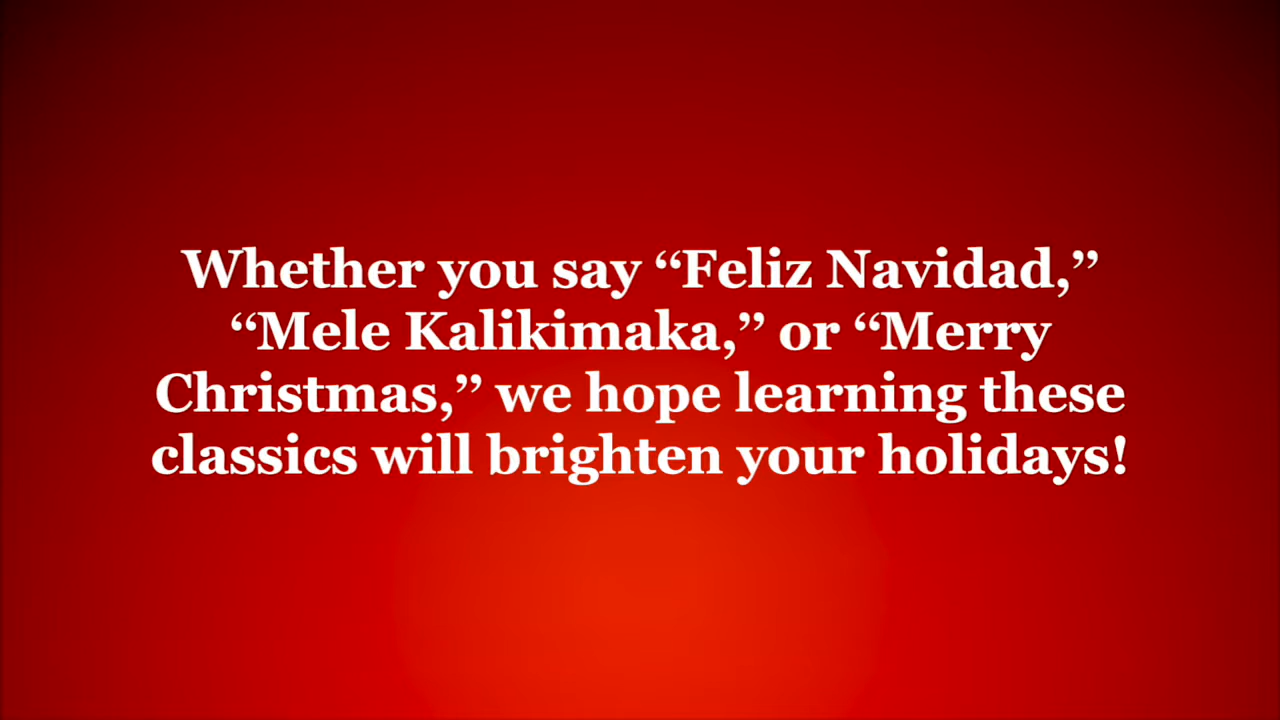 Whether you say “Feliz Navidad,”
“Mele Kalikimaka,” or “Merry
Christmas,” we hope learning these
classics will brighten your holidays!